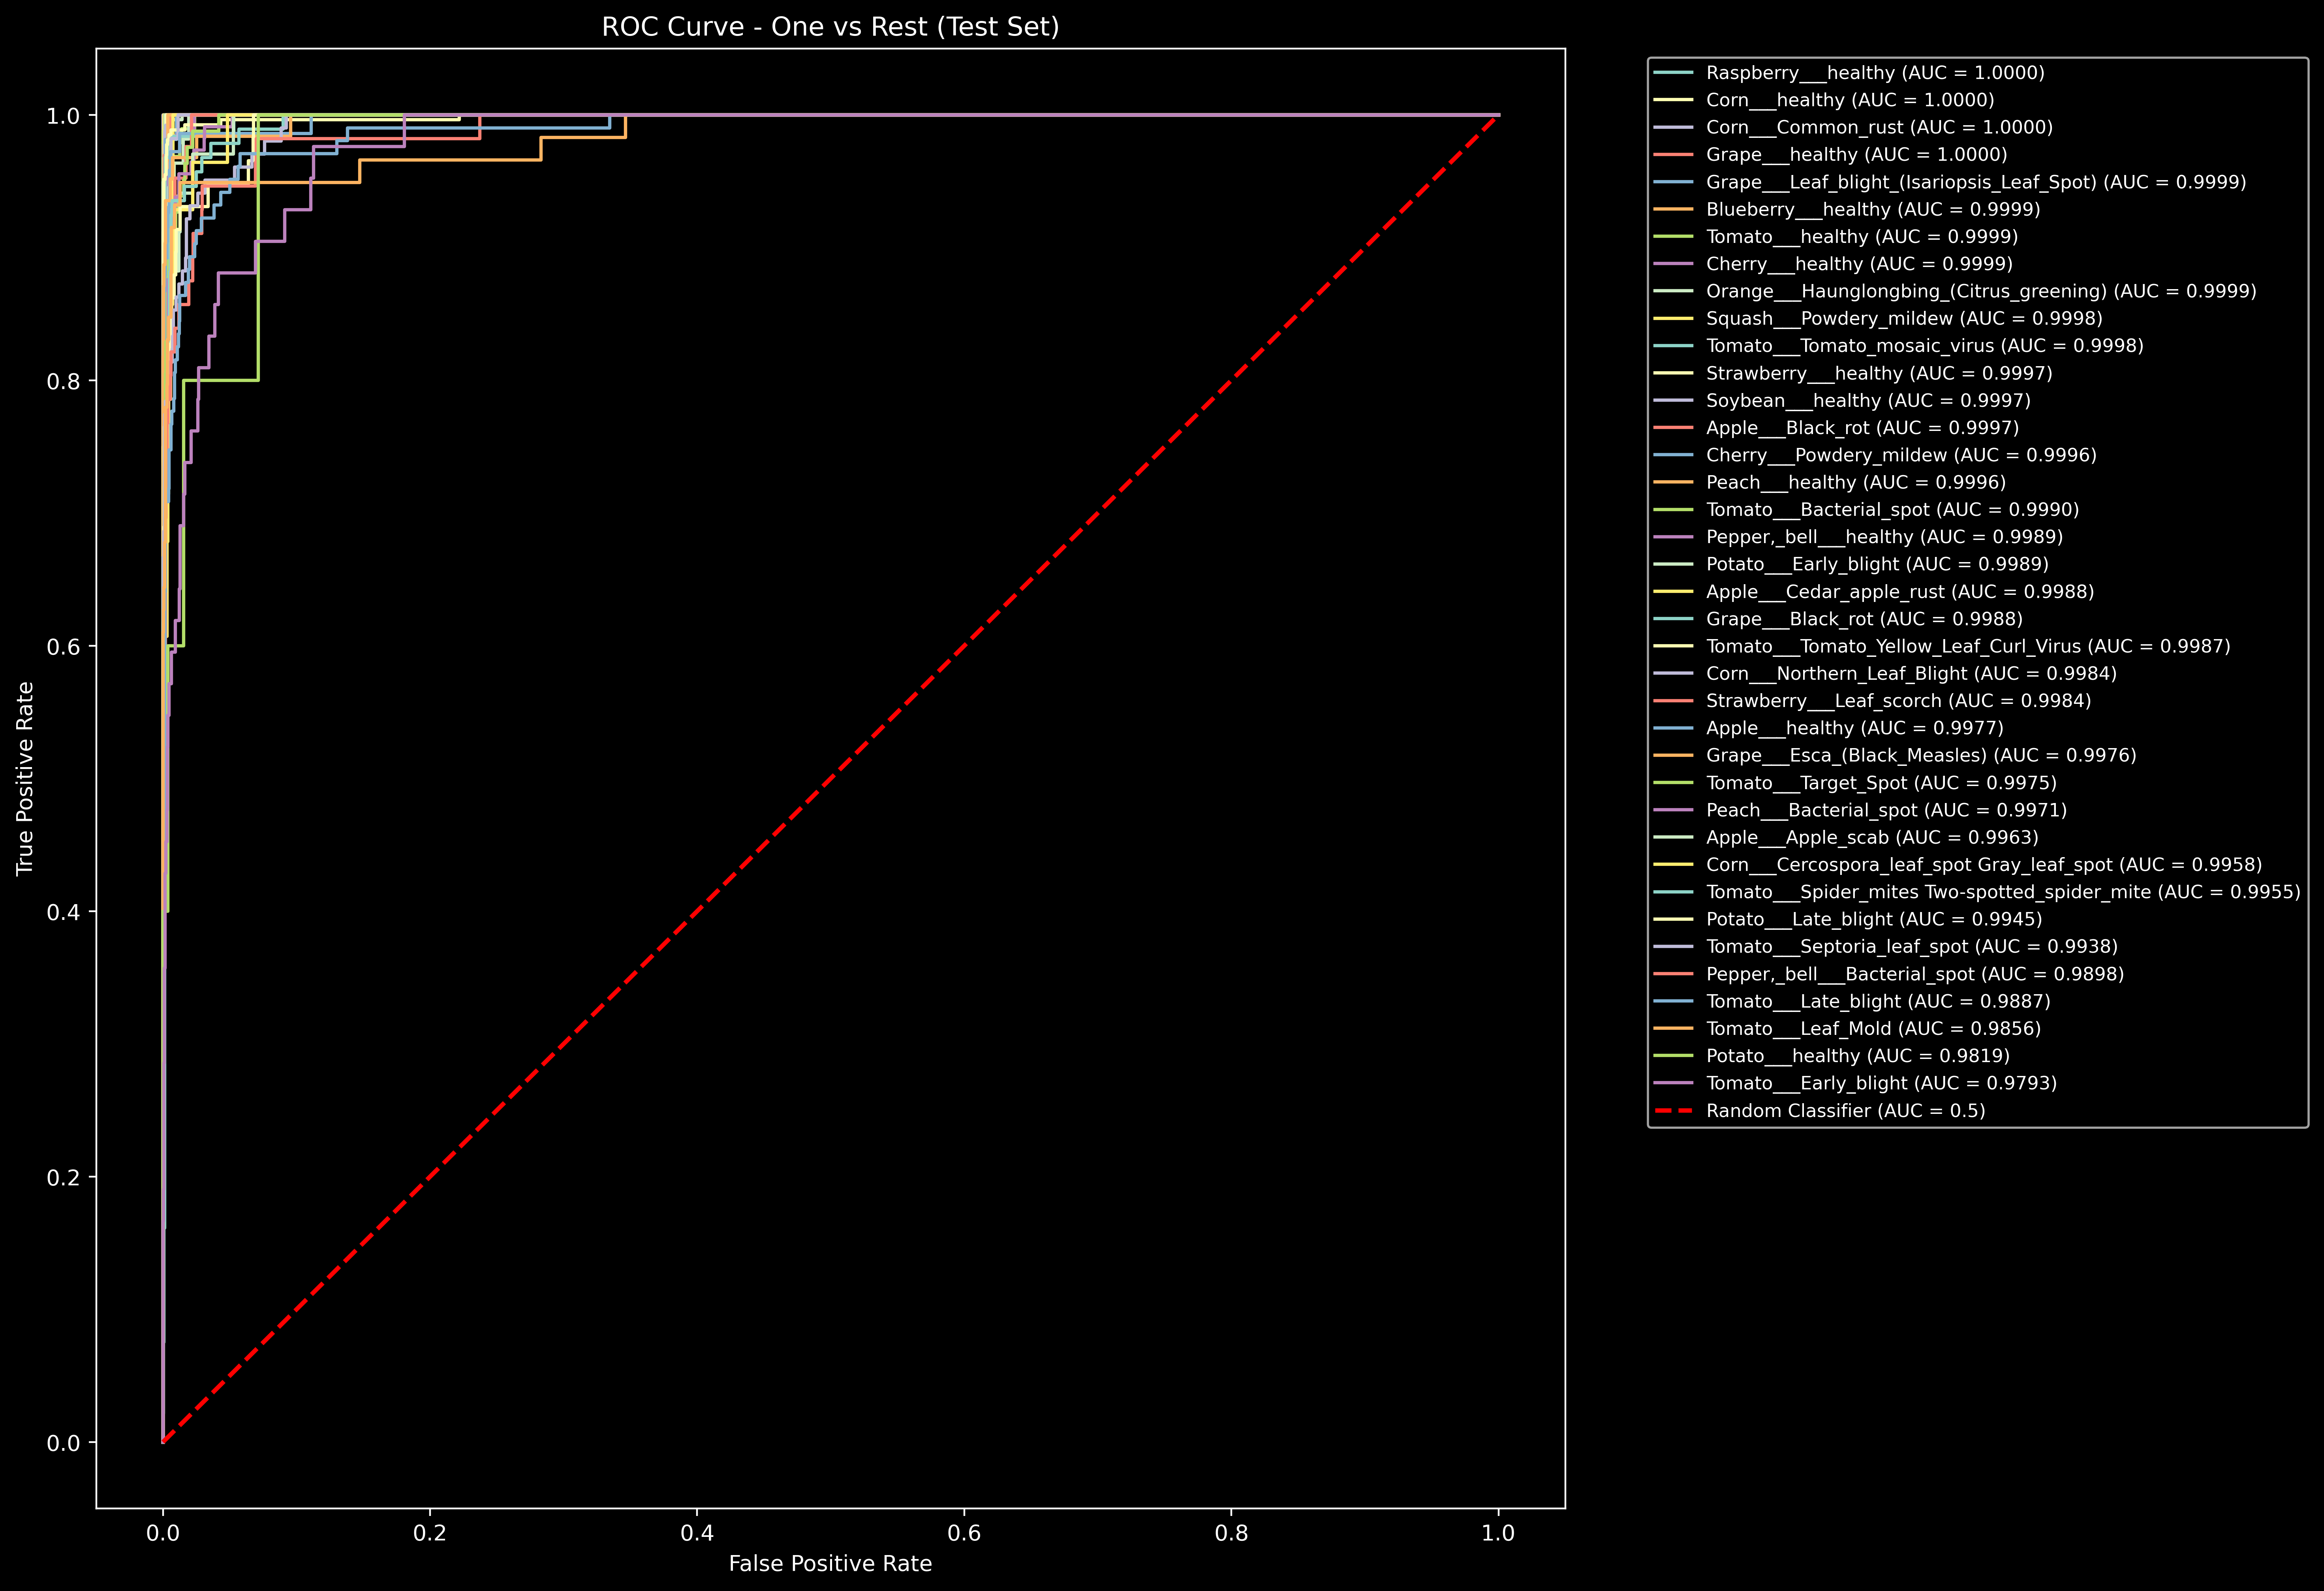 ROC Curve - One vs Rest (Test Set)
1.0
0.8
0.6
0.4
0.2
0.0
True Positive Rate
0.0 0.2 0.4 0.6 0.8 1.0
False Positive Rate
Raspberry___healthy (AUC = 1.0000)
Corn___healthy (AUC = 1.0000)
Corn___Common_rust (AUC = 1.0000)
Grape___healthy (AUC = 1.0000)
Grape___Leaf_blight_(Isariopsis_Leaf_Spot) (AUC = 0.9999)
Blueberry___healthy (AUC = 0.9999)
Tomato___healthy (AUC = 0.9999)
Cherry___healthy (AUC = 0.9999)
Orange___Haunglongbing_(Citrus_greening) (AUC = 0.9999)
Squash___Powdery_mildew (AUC = 0.9998)
Tomato___Tomato_mosaic_virus (AUC = 0.9998)
Strawberry___healthy (AUC = 0.9997)
Soybean___healthy (AUC = 0.9997)
Apple___Black_rot (AUC = 0.9997)
Cherry___Powdery_mildew (AUC = 0.9996)
Peach___healthy (AUC = 0.9996)
Tomato___Bacterial_spot (AUC = 0.9990)
Pepper,_bell___healthy (AUC = 0.9989)
Potato___Early_blight (AUC = 0.9989)
Apple___Cedar_apple_rust (AUC = 0.9988)
Grape___Black_rot (AUC = 0.9988)
Tomato___Tomato_Yellow_Leaf_Curl_Virus (AUC = 0.9987)
Corn___Northern_Leaf_Blight (AUC = 0.9984)
Strawberry___Leaf_scorch (AUC = 0.9984)
Apple___healthy (AUC = 0.9977)
Grape___Esca_(Black_Measles) (AUC = 0.9976)
Tomato___Target_Spot (AUC = 0.9975)
Peach___Bacterial_spot (AUC = 0.9971)
Apple___Apple_scab (AUC = 0.9963)
Corn___Cercospora_leaf_spot Gray_leaf_spot (AUC = 0.9958)
Tomato___Spider_mites Two-spotted_spider_mite (AUC = 0.9955)
Potato___Late_blight (AUC = 0.9945)
Tomato___Septoria_leaf_spot (AUC = 0.9938)
Pepper,_bell___Bacterial_spot (AUC = 0.9898)
Tomato___Late_blight (AUC = 0.9887)
Tomato___Leaf_Mold (AUC = 0.9856)
Potato___healthy (AUC = 0.9819)
Tomato___Early_blight (AUC = 0.9793)
Random Classifier (AUC = 0.5)